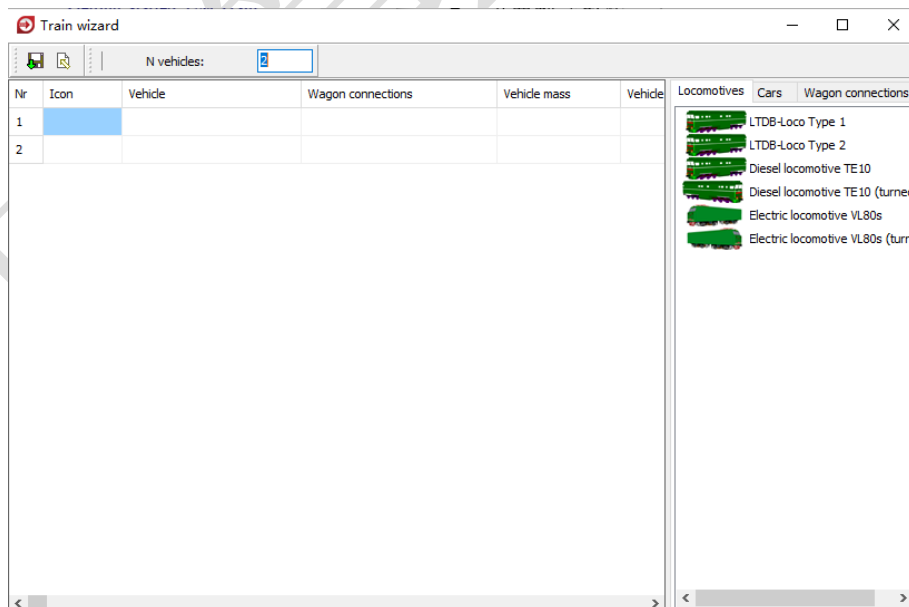 Train wizard
N vehicles: 2
Nr Icon Vehicle Wagon connections Vehicle mass Vehicle
1
2
Locomotives Cars Wagon connections
LTDB-Loco Type 1
LTDB-Loco Type 2
Diesel locomotive TE10
Diesel locomotive TE10 (turned
Electric locomotive VL80s
Electric locomotive VL80s (turn